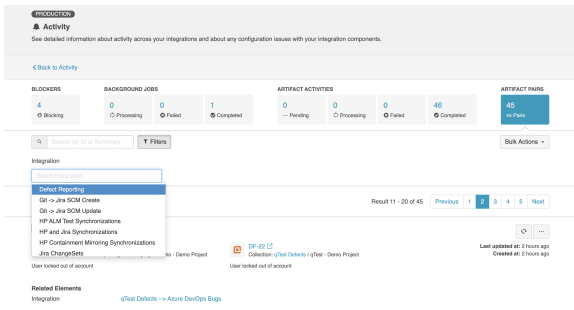 PRODUCTION
Activity
See detailed information about activity across your integrations and about any configuration issues with your integration components.
Back to Activity
BLOCKERS BACKGROUND JOBS ARTIFACT ACTIVITIES ARTIFACT PAIRS
4 0 0 1 0 0 0 46 45
Blocking Processing Failed Completed Pending Processing Failed Completed Pairs
Search by ID or Summary Filters Bulk Actions
Integration
Select Integration
Defect Reporting
Git -> Jira SCM Create
Git -> Jira SCM Update Result 11 - 20 of 45 Previous 1 2 3 4 5 Next
HP ALM Test Synchronizations
HP and Jira Synchronizations
HP Containment Mirroring Synchronizations DF-22 Last updated at: 2 hours ago
Jira ChangeSets mo - Demo Project Collection: qTest Defects / qTest - Demo Project Created at: 2 hours ago
User locked out of account User locked out of account
Related Elements
Integration qTest Defects --> Azure DevOps Bugs